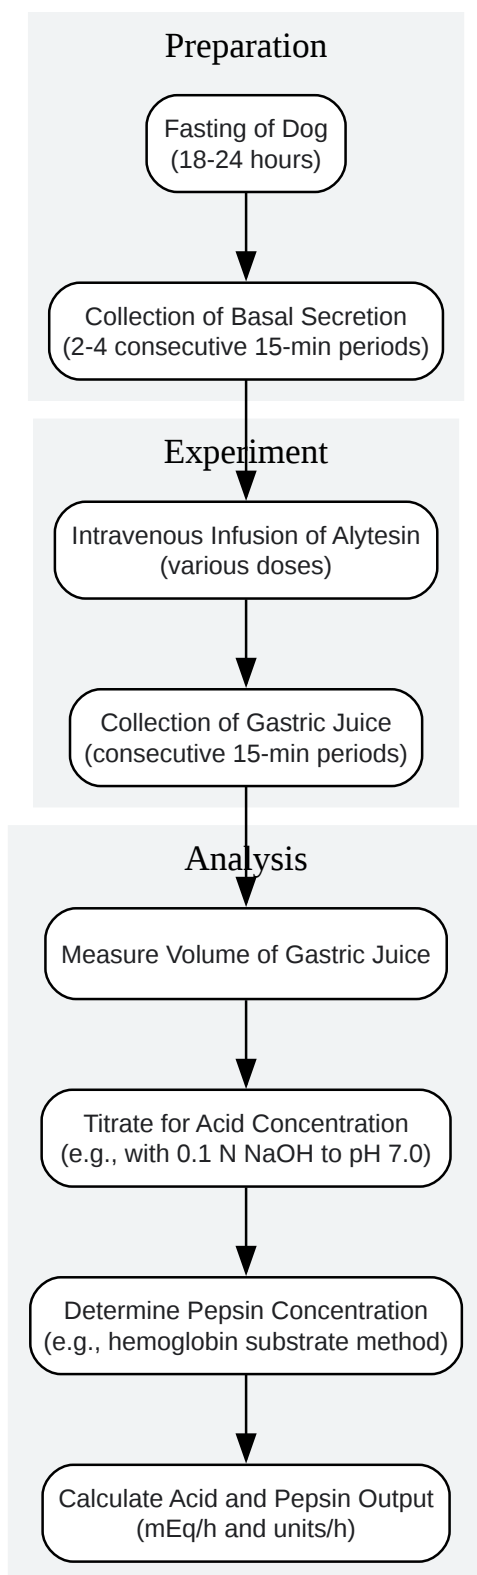 Preparation
Fasting of Dog
(18-24 hours)
Collection of Basal Secretion
(2-4 consecutive 15-min periods)
Experiment
Intravenous Infusion of Alytesin
(various doses)
Collection of Gastric Juice
(consecutive 15-min periods)
Analysis
Measure Volume of Gastric Juice
Titrate for Acid Concentration
(e.g., with 0.1 N NaOH to pH 7.0)
Determine Pepsin Concentration
(e.g., hemoglobin substrate method)
Calculate Acid and Pepsin Output
(mEq/h and units/h)